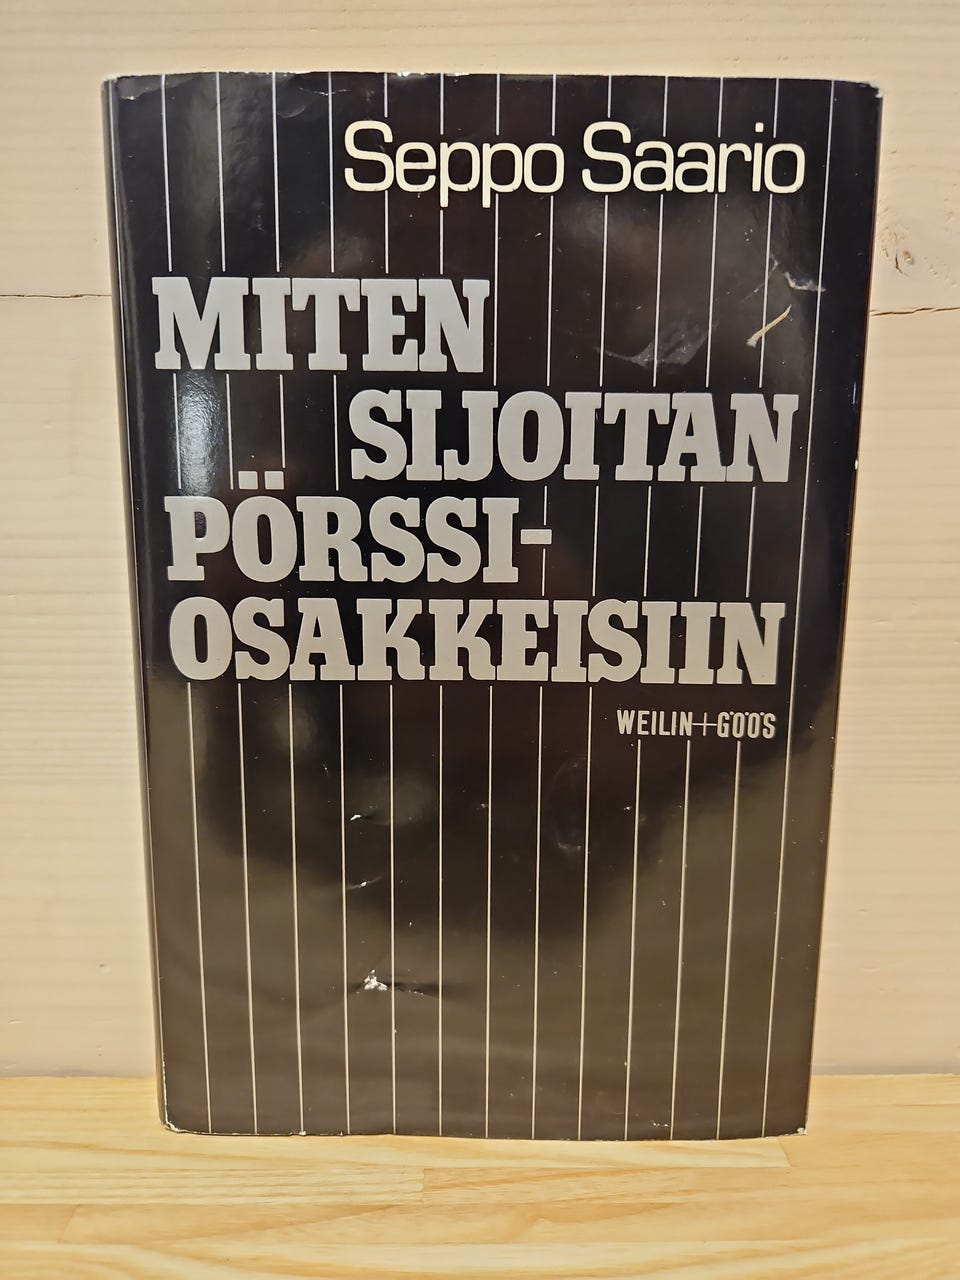 Seppo Saario
MITEN
SIJOITAN
PÖRSSI-
OSAKKEISIIN
WEILIN+GÖÖS